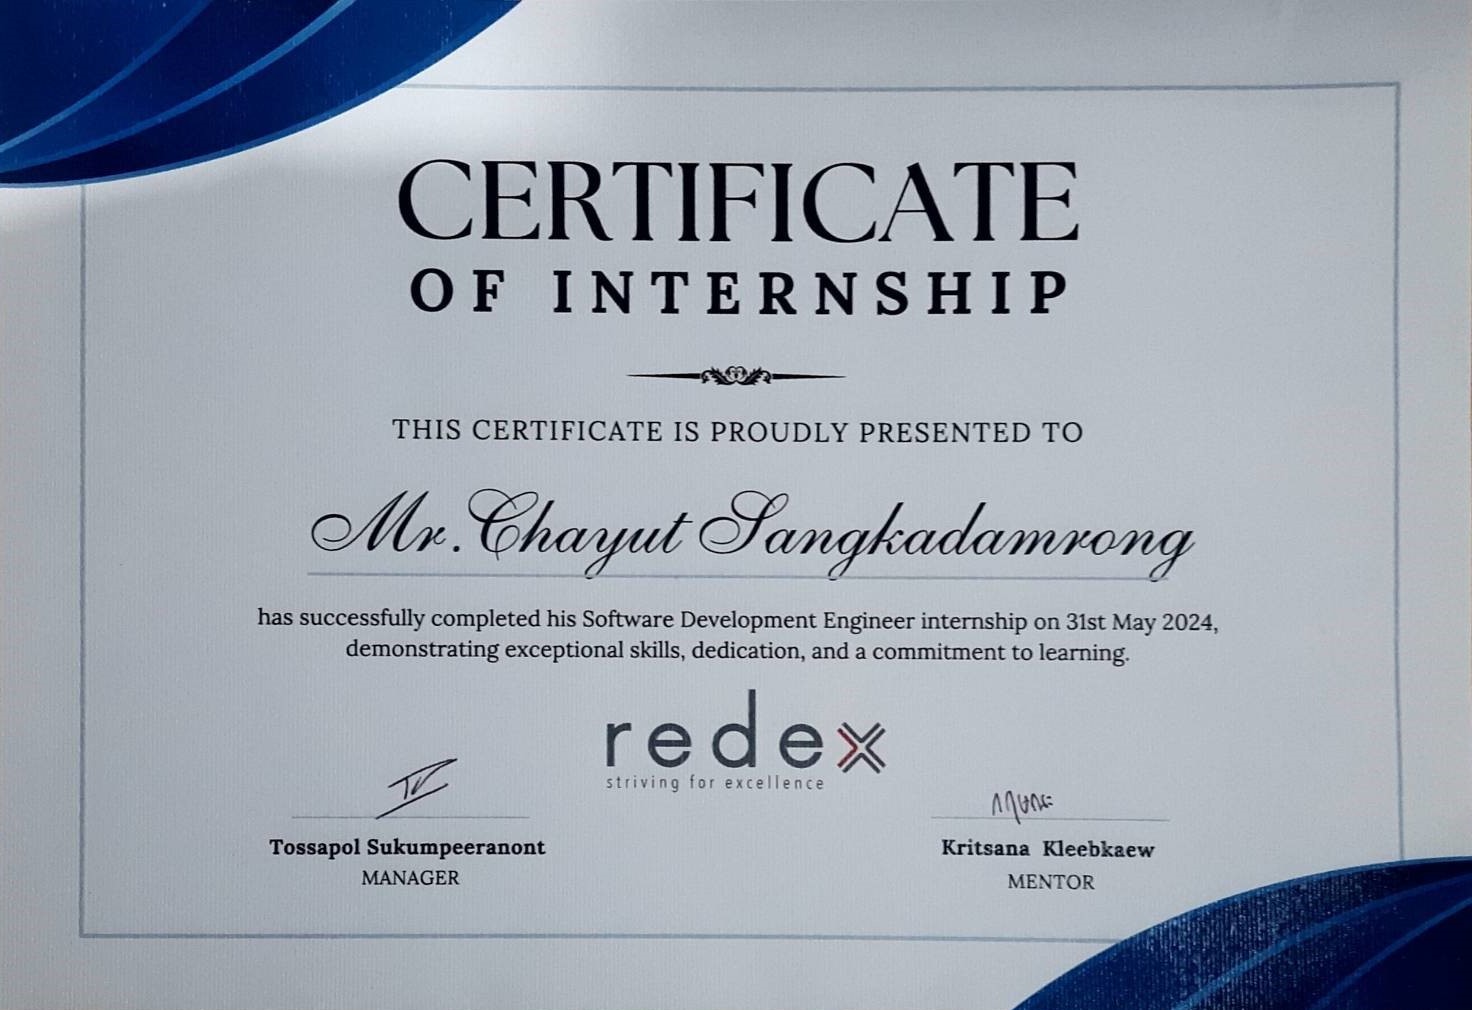 CERTIFICATE
OF INTERNSHIP
THIS CERTIFICATE IS PROUDLY PRESENTED TO
Mr. Chayut Sangkadamrong
has successfully completed his Software Development Engineer internship on 31st May 2024,
demonstrating exceptional skills, dedication, and a commitment to learning.
redex
striving for excellence
Tossapol Sukumpeeranont
MANAGER
Kritsana Kleebkaew
MENTOR